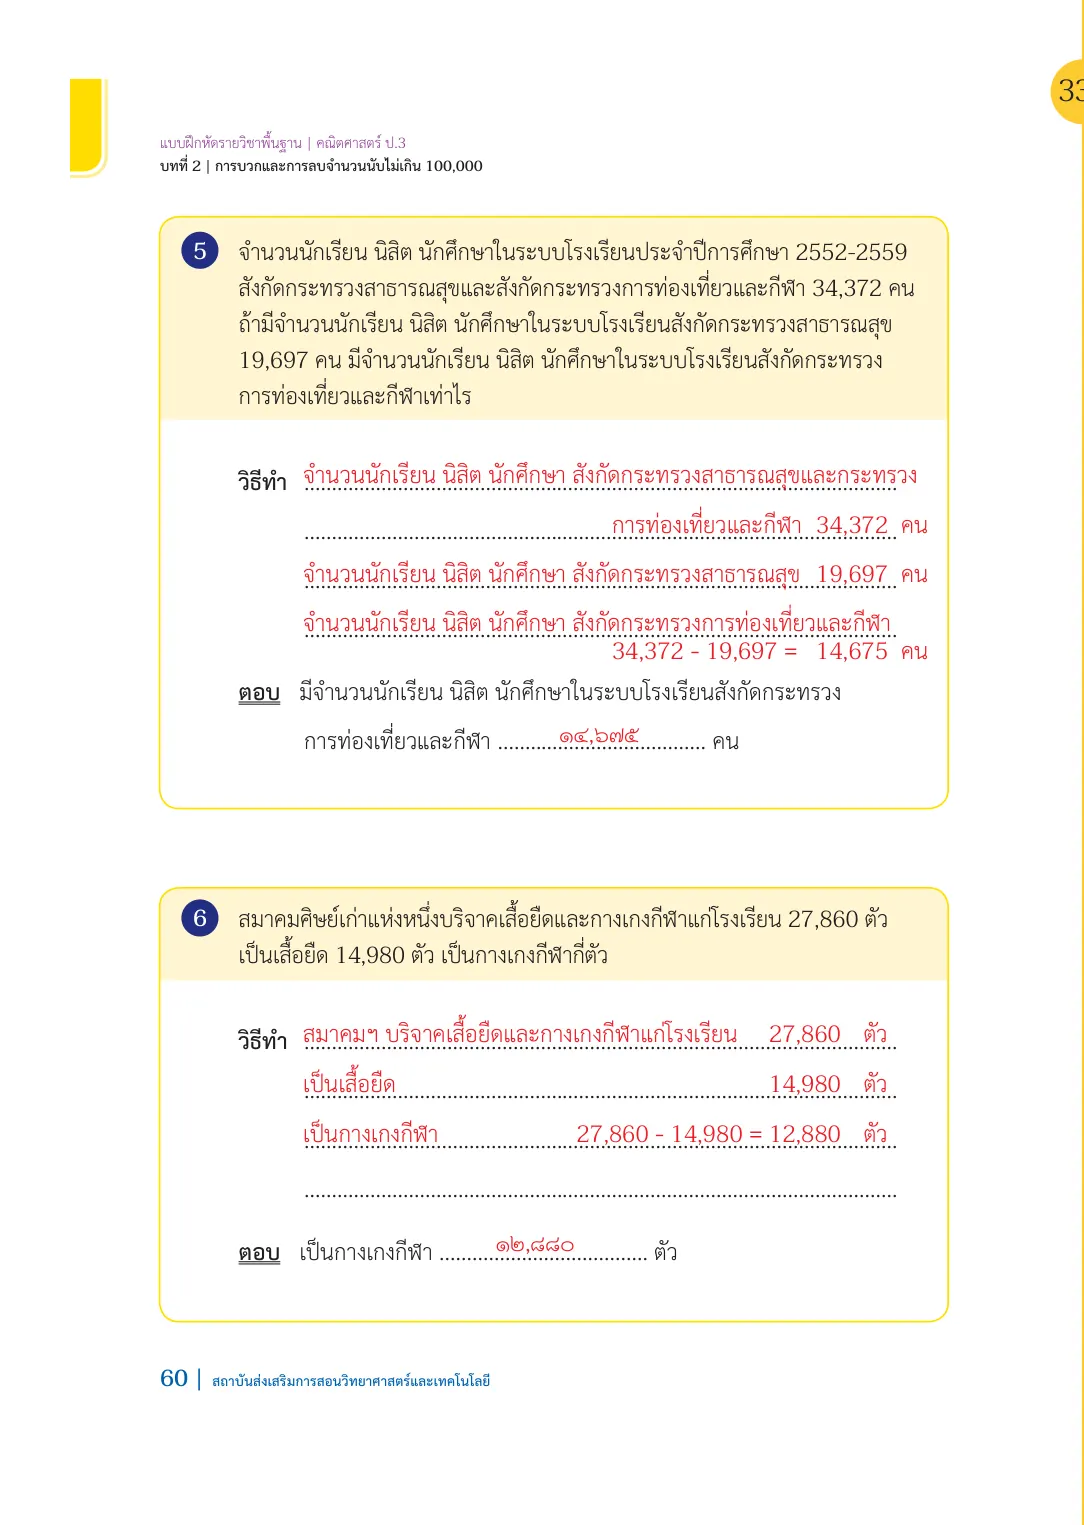 33
แบบฝึกหัดรายวิชาพื้นฐาน | คณิตศาสตร์ ป.3
บทที่ 2 | การบวกและการลบจำนวนนับไม่เกิน 100,000
5 จำนวนนักเรียน นิสิต นักศึกษาในระบบโรงเรียนประจำปีการศึกษา 2552-2559
สังกัดกระทรวงสาธารณสุขและสังกัดกระทรวงการท่องเที่ยวและกีฬา 34,372 คน
ถ้ามีจำนวนนักเรียน นิสิต นักศึกษาในระบบโรงเรียนสังกัดกระทรวงสาธารณสุข
19,697 คน มีจำนวนนักเรียน นิสิต นักศึกษาในระบบโรงเรียนสังกัดกระทรวง
การท่องเที่ยวและกีฬาเท่าไร
วิธีทำ จำนวนนักเรียน นิสิต นักศึกษา สังกัดกระทรวงสาธารณสุขและกระทรวง
การท่องเที่ยวและกีฬา 34,372 คน
จำนวนนักเรียน นิสิต นักศึกษา สังกัดกระทรวงสาธารณสุข 19,697 คน
จำนวนนักเรียน นิสิต นักศึกษา สังกัดกระทรวงการท่องเที่ยวและกีฬา
34,372 - 19,697 = 14,675 คน
ตอบ มีจำนวนนักเรียน นิสิต นักศึกษาในระบบโรงเรียนสังกัดกระทรวง
การท่องเที่ยวและกีฬา ๑๔,๖๗๕ คน
6 สมาคมศิษย์เก่าแห่งหนึ่งบริจาคเสื้อยืดและกางเกงกีฬาแก่โรงเรียน 27,860 ตัว
เป็นเสื้อยืด 14,980 ตัว เป็นกางเกงกีฬากี่ตัว
วิธีทำ สมาคมฯ บริจาคเสื้อยืดและกางเกงกีฬาแก่โรงเรียน 27,860 ตัว
เป็นเสื้อยืด 14,980 ตัว
เป็นกางเกงกีฬา 27,860 - 14,980 = 12,880 ตัว
ตอบ เป็นกางเกงกีฬา ๑๒,๘๘๐ ตัว
60 | สถาบันส่งเสริมการสอนวิทยาศาสตร์และเทคโนโลยี